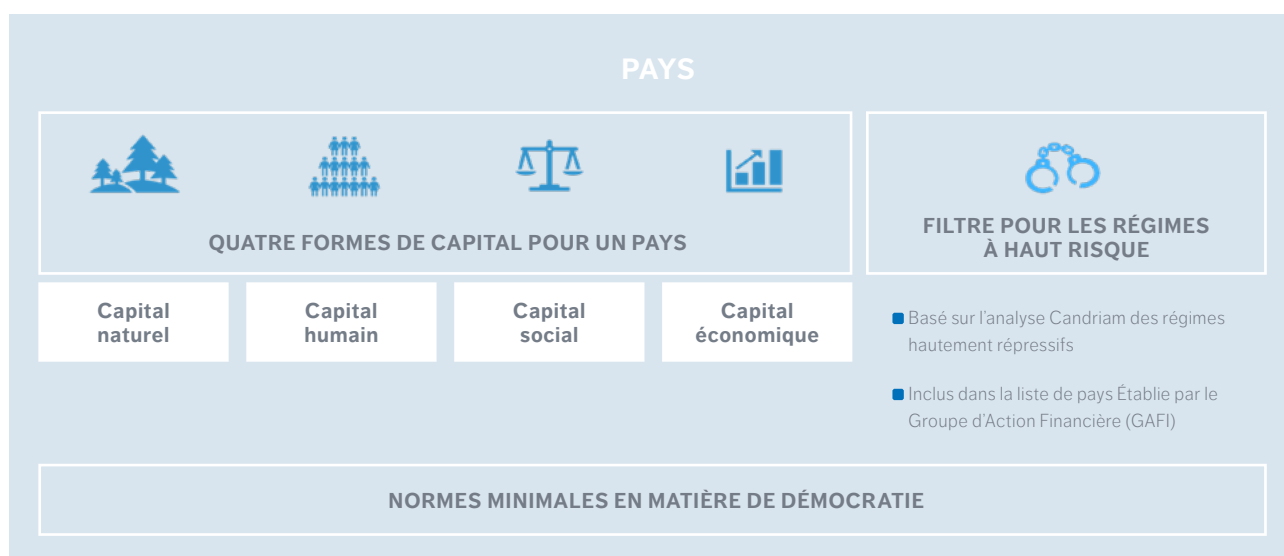 PAYS
QUATRE FORMES DE CAPITAL POUR UN PAYS
Capital
naturel
Capital
humain
Capital
social
Capital
économique
FILTRE POUR LES RÉGIMES
À HAUT RISQUE
Basé sur l'analyse Candriam des régimes
hautement répressifs
Inclus dans la liste de pays Établie par le
Groupe d'Action Financière (GAFI)
NORMES MINIMALES EN MATIÈRE DE DÉMOCRATIE